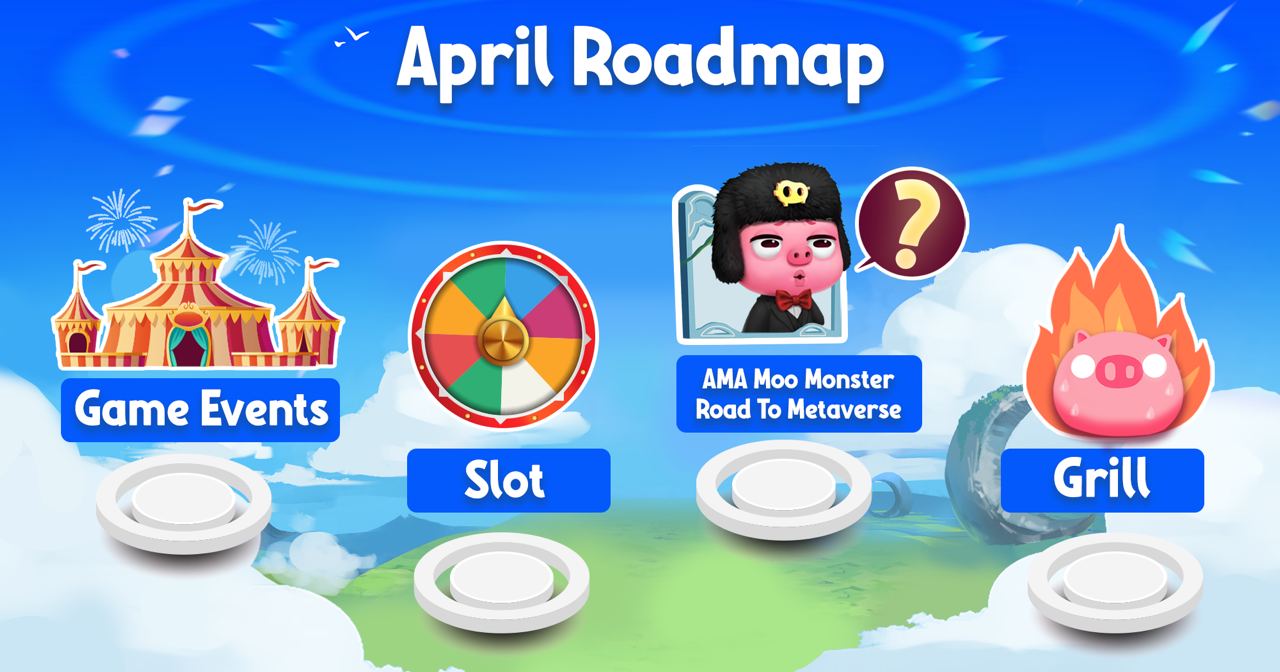 April Roadmap
?
Game Events
Slot
AMA Moo Monster
Road To Metaverse
Grill